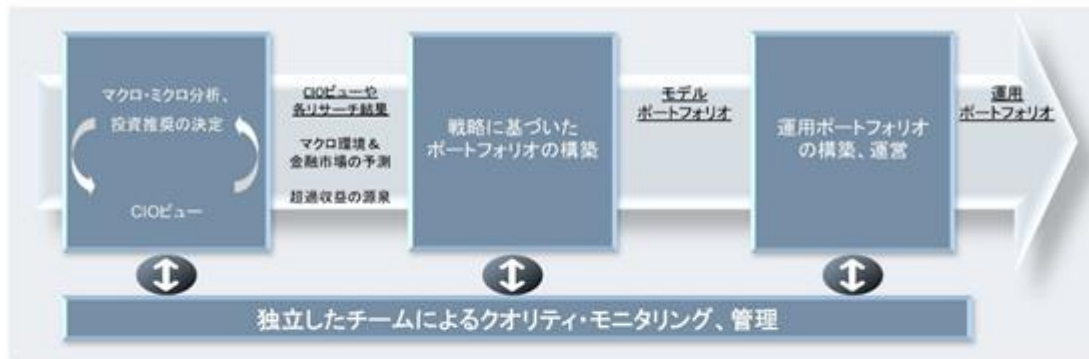 マクロ・ミクロ分析、
投資推奨の決定
CIOビュー
CIOビューや
各リサーチ結果
マクロ環境＆
金融市場の予測
超過収益の源泉
戦略に基づいた
ポートフォリオの構築
モデル
ポートフォリオ
運用ポートフォリオ
の構築、運営
運用
ポートフォリオ
独立したチームによるクオリティ・モニタリング、管理